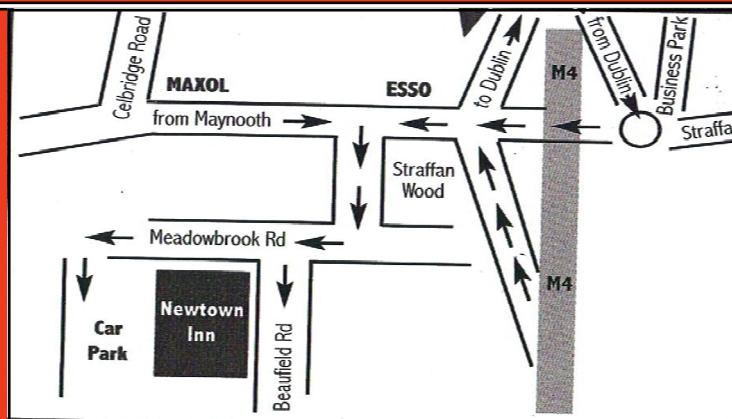 Celbridge Road
MAXOL
ESSO
to Dublin
M4
from Dublin
Business Park
from Maynooth
Straffa
Straffan
Wood
Meadowbrook Rd
M4
Newtown
Inn
Car
Park
Beaufield Rd